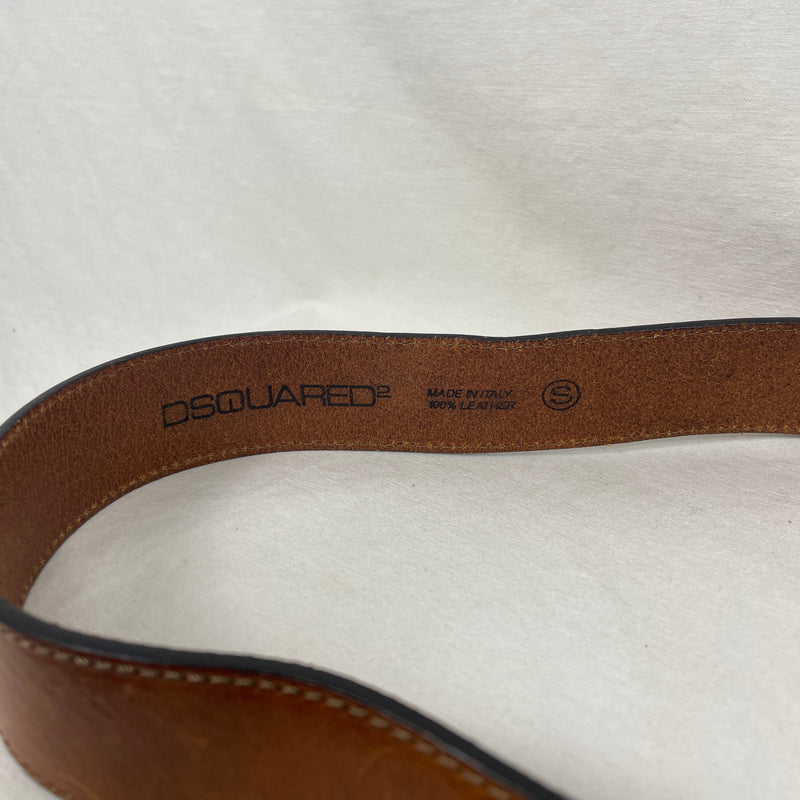 DSQUARED2
MADE IN ITALY
100% LEATHER
S